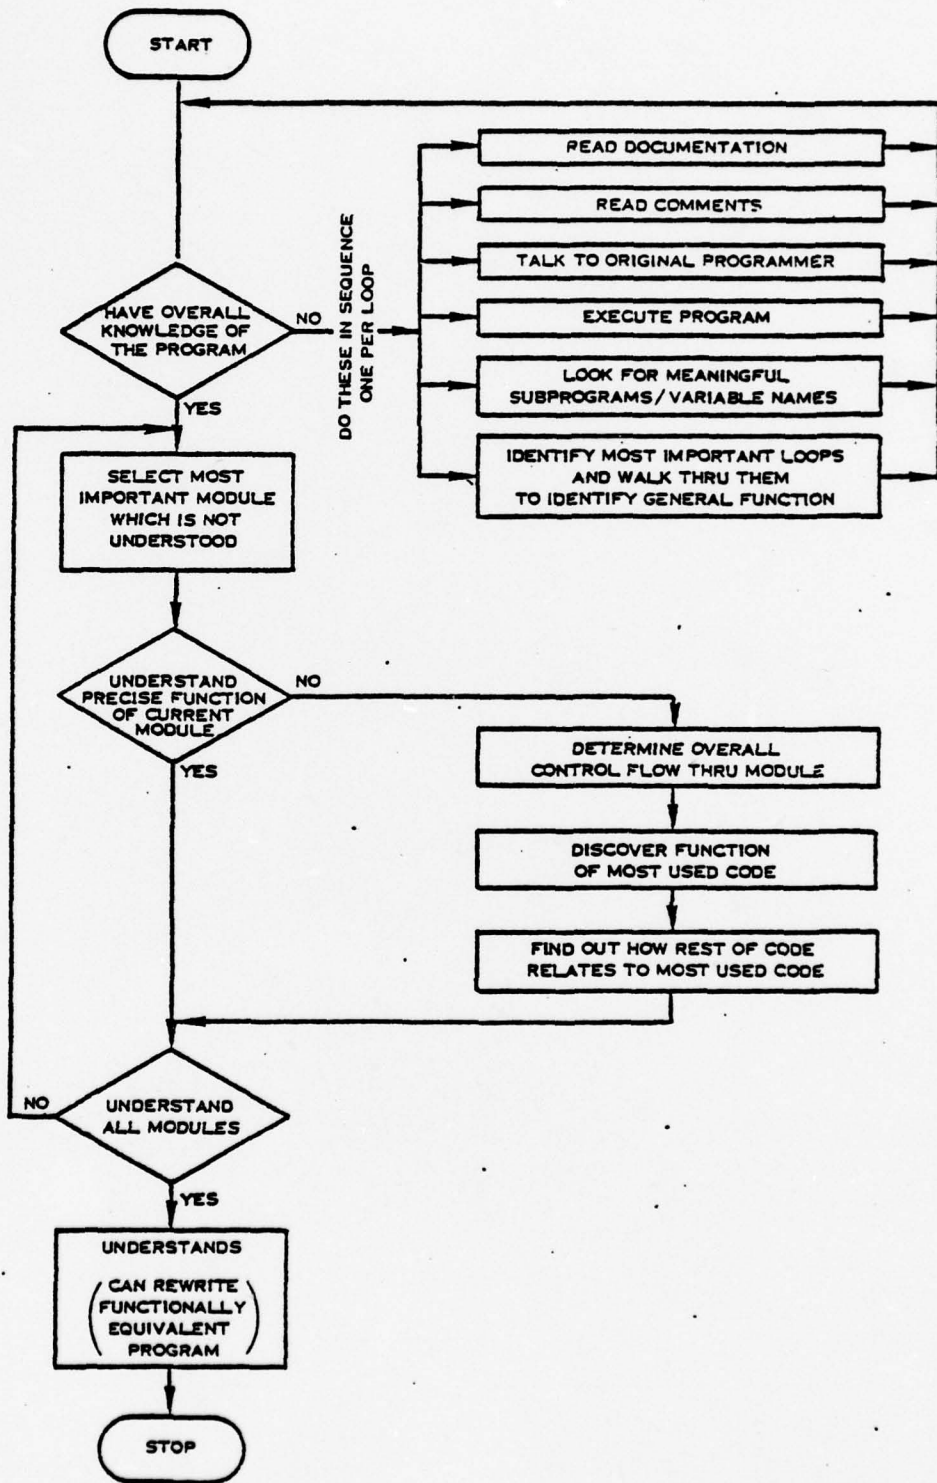 START
READ DOCUMENTATION
READ COMMENTS
TALK TO ORIGINAL PROGRAMMER
EXECUTE PROGRAM
LOOK FOR MEANINGFUL
SUBPROGRAMS/VARIABLE NAMES
IDENTIFY MOST IMPORTANT LOOPS
AND WALK THRU THEM
TO IDENTIFY GENERAL FUNCTION
DO THESE IN SEQUENCE
ONE PER LOOP
HAVE OVERALL
KNOWLEDGE OF
THE PROGRAM
NO
YES
SELECT MOST
IMPORTANT MODULE
WHICH IS NOT
UNDERSTOOD
UNDERSTAND
PRECISE FUNCTION
OF CURRENT
MODULE
NO
YES
DETERMINE OVERALL
CONTROL FLOW THRU MODULE
DISCOVER FUNCTION
OF MOST USED CODE
FIND OUT HOW REST OF CODE
RELATES TO MOST USED CODE
NO
UNDERSTAND
ALL MODULES
YES
UNDERSTANDS
(CAN REWRITE
FUNCTIONALLY
EQUIVALENT
PROGRAM)
STOP